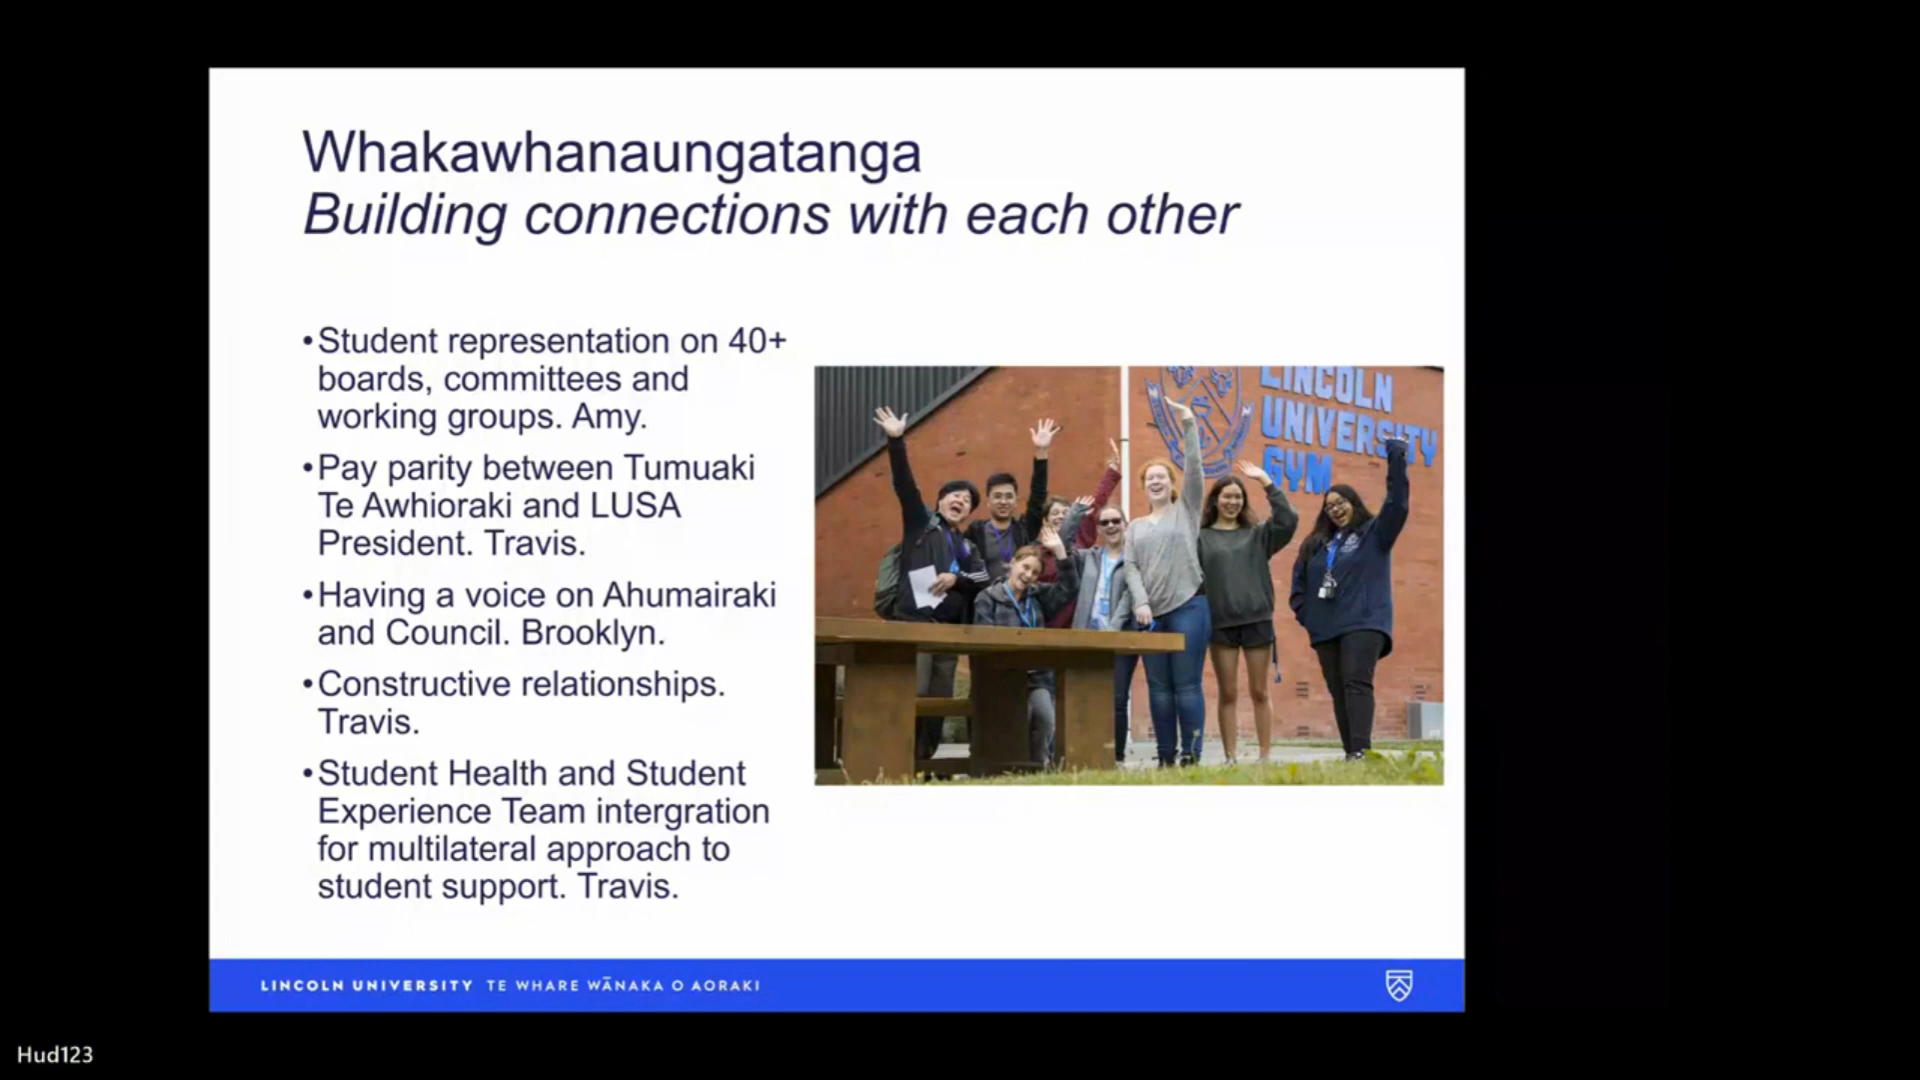 Whakawhanaungatanga
Building connections with each other
•Student representation on 40+
boards, committees and
working groups. Amy.
•Pay parity between Tumuaki
Te Awhioraki and LUSA
President. Travis.
•Having a voice on Ahumairaki
and Council. Brooklyn.
•Constructive relationships.
Travis.
•Student Health and Student
Experience Team intergration
for multilateral approach to
student support. Travis.
LINCOLN
UNIVERSITY
GYM
LINCOLN UNIVERSITY TE WHARE WĀNAKA O AORAKI
Hud123